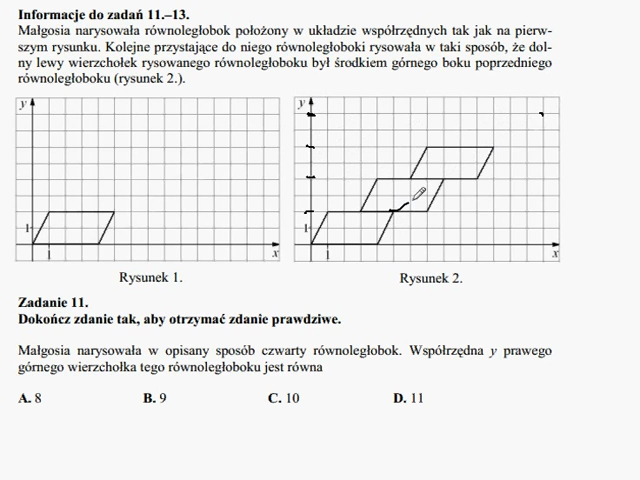 Informacje do zadań 11.–13.
Małgosia narysowała równoległobok położony w układzie współrzędnych tak jak na pierw-
szym rysunku. Kolejne przystające do niego równoległoboki rysowała w taki sposób, że dol-
ny lewy wierzchołek rysowanego równoległoboku był środkiem górnego boku poprzedniego
równoległoboku (rysunek 2.).
y
1
1
x
y
1
1
x
Rysunek 1.
Rysunek 2.
Zadanie 11.
Dokończ zdanie tak, aby otrzymać zdanie prawdziwe.
Małgosia narysowała w opisany sposób czwarty równoległobok. Współrzędna y prawego
górnego wierzchołka tego równoległoboku jest równa
A. 8 B. 9 C. 10 D. 11